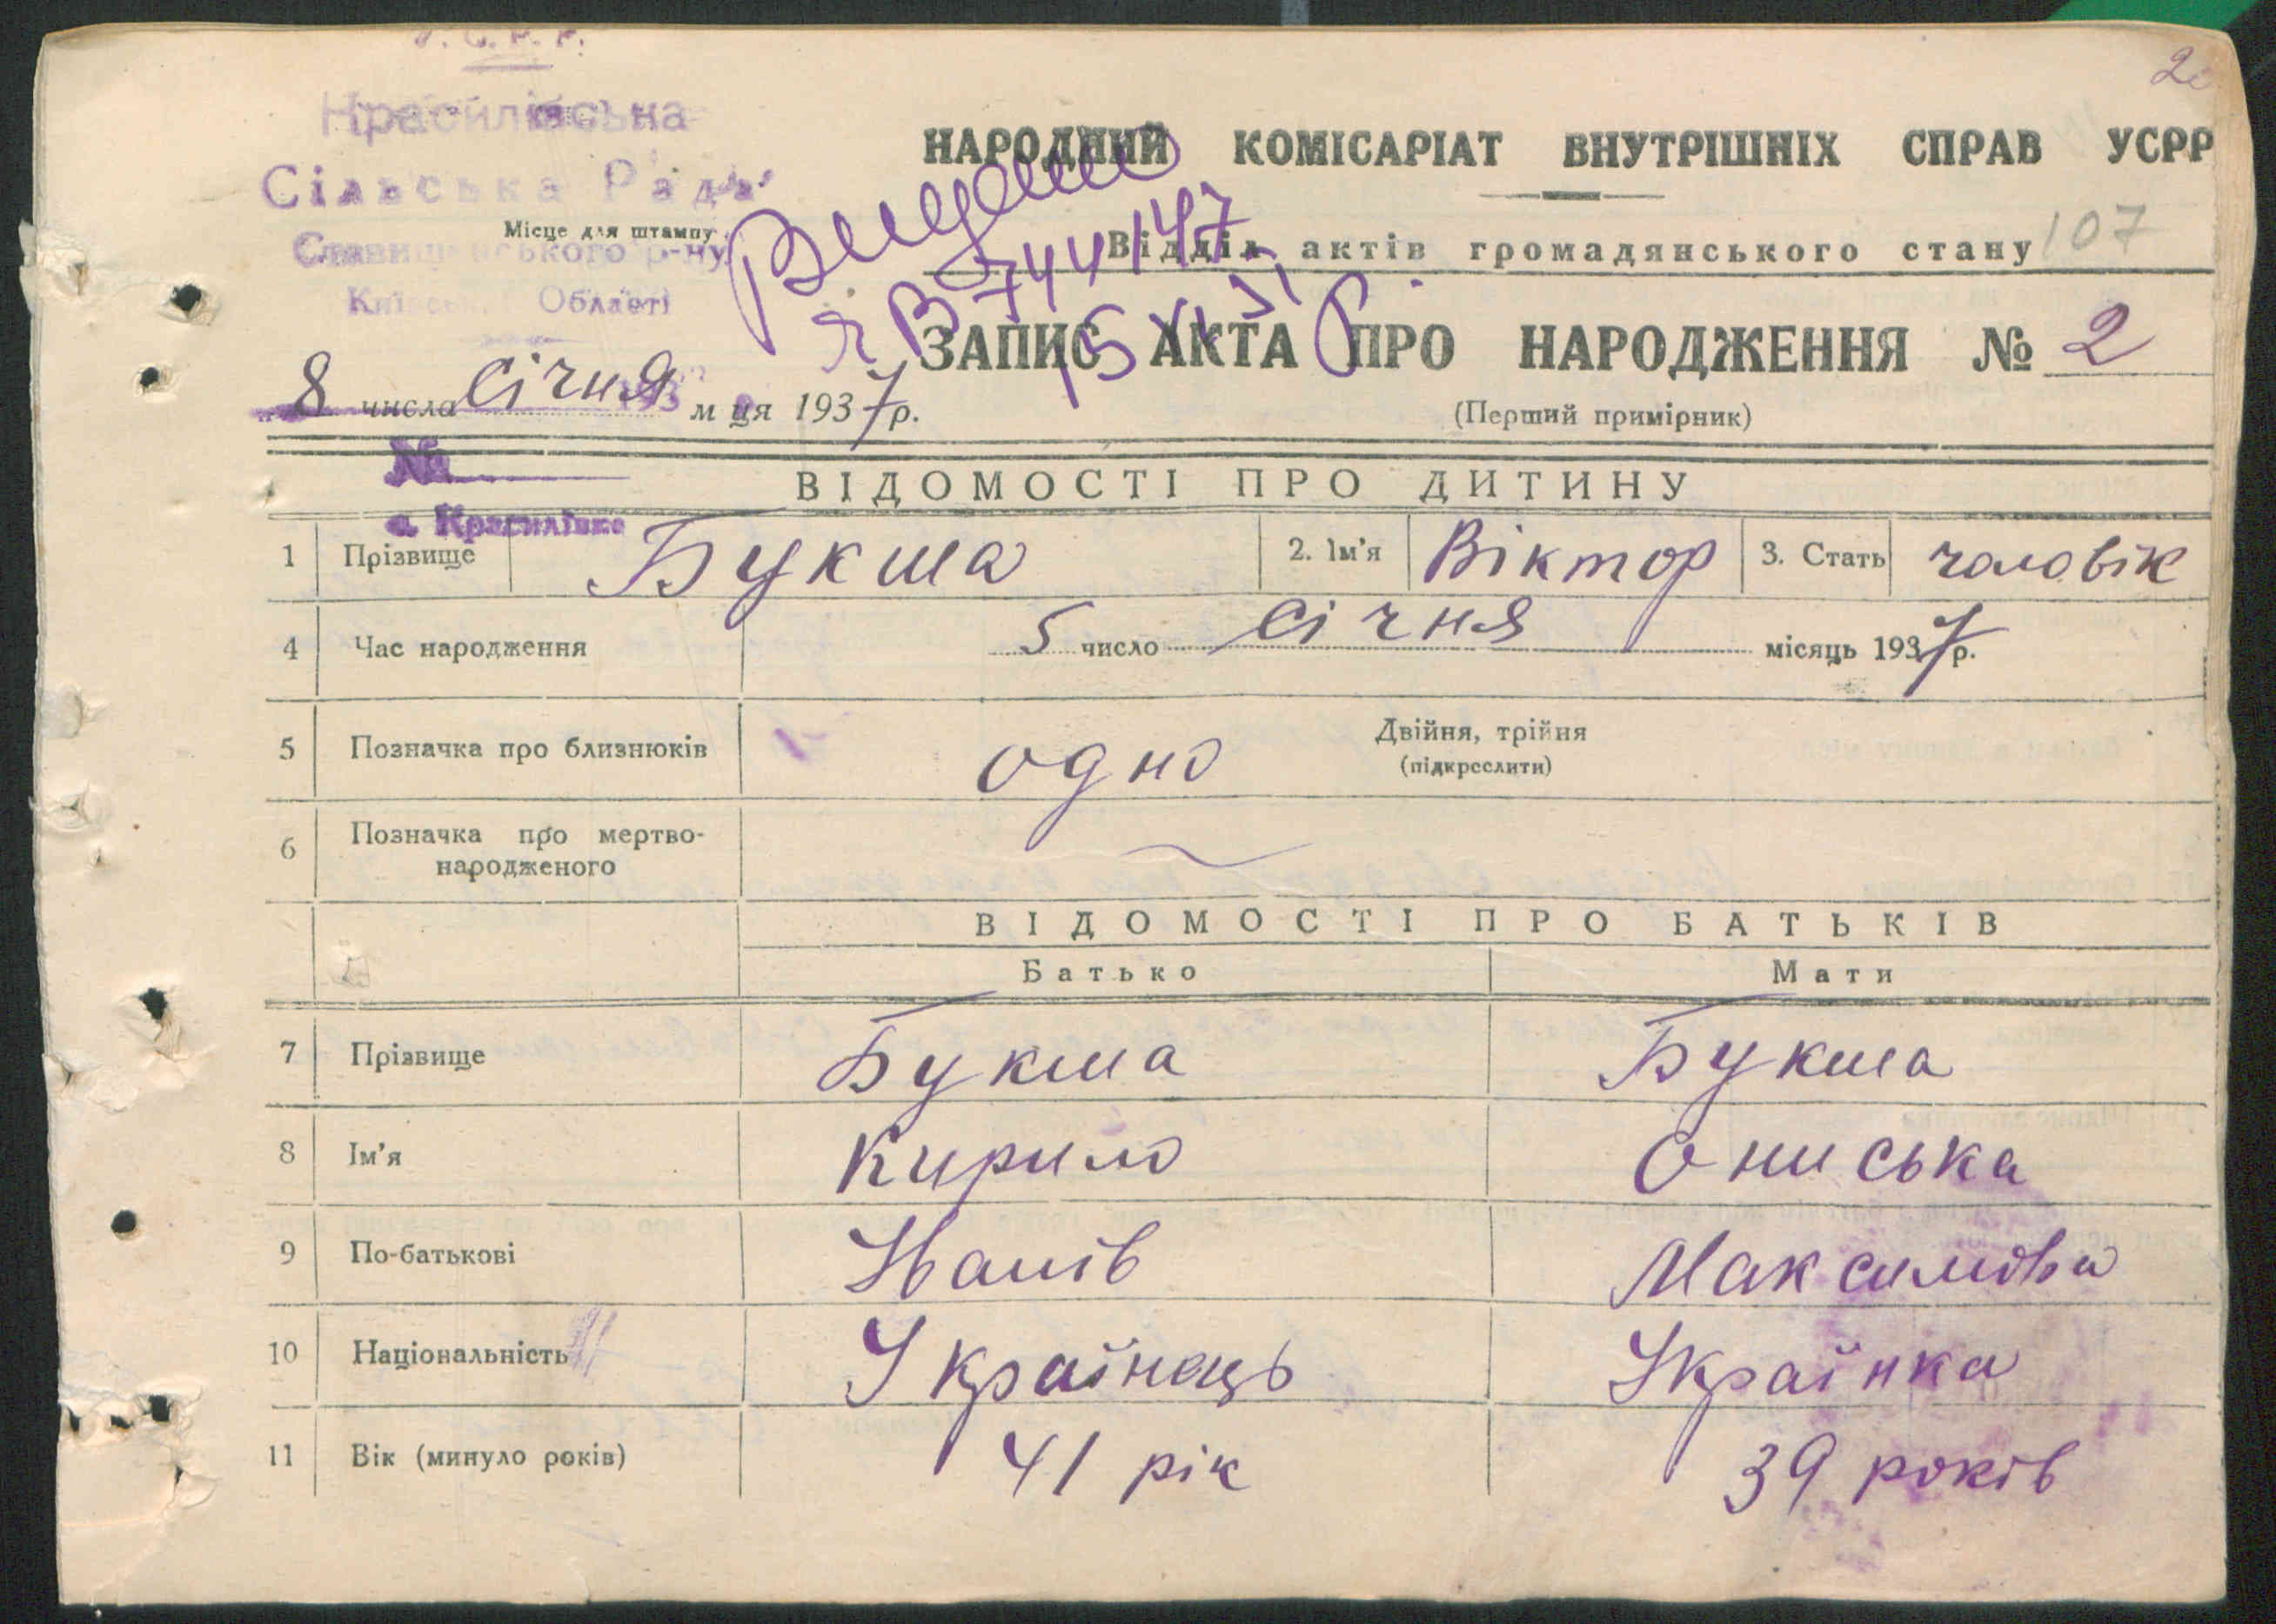 У. С. Р. Р.
Красилівська
Сільська Рада
Місце для штампу
Ставищенського р-ну
Київськ. Області
8 числа січня м ця 1937 р.
№
с. Красилівка
107
НАРОДНИЙ КОМІСАРІАТ ВНУТРІШНІХ СПРАВ УСРР
Відділ актів громадянського стану
ЗАПИС АКТА ПРО НАРОДЖЕННЯ № 2
(Перший примірник)
ВІДОМОСТІ ПРО ДИТИНУ
1 Прізвище Букша 2. Ім'я Віктор 3. Стать чоловік
4 Час народження 5 число січня місяць 1937 р.
5 Позначка про близнюків одно Двійня, трійня
(підкреслити)
6 Позначка про мертво-
народженого
ВІДОМОСТІ ПРО БАТЬКІВ
Батько Мати
7 Прізвище Букша Букша
8 Ім'я Кирило Ониська
9 По-батькові Іванів Максимова
10 Національність Українець Українка
11 Вік (минуло років) 41 рік 39 років